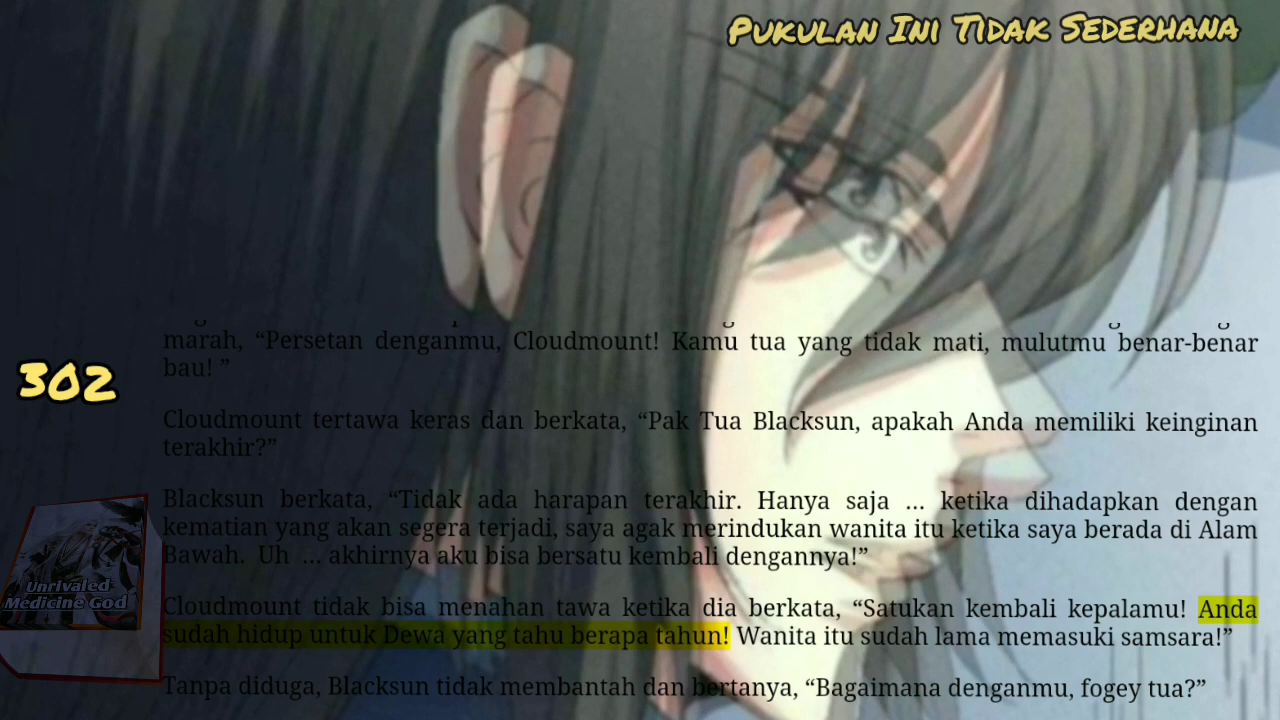 Pukulan Ini Tidak Sederhana
marah, “Persetan denganmu, Cloudmount! Kamu tua yang tidak mati, mulutmu benar-benar
bau! ”
302
Cloudmount tertawa keras dan berkata, “Pak Tua Blacksun, apakah Anda memiliki keinginan
terakhir?”
Blacksun berkata, “Tidak ada harapan terakhir. Hanya saja ... ketika dihadapkan dengan
kematian yang akan segera terjadi, saya agak merindukan wanita itu ketika saya berada di Alam
Bawah. Uh ... akhirnya aku bisa bersatu kembali dengannya!”
Unrivaled
Medicine God
Cloudmount tidak bisa menahan tawa ketika dia berkata, “Satukan kembali kepalamu! Anda
sudah hidup untuk Dewa yang tahu berapa tahun! Wanita itu sudah lama memasuki samsara!”
Tanpa diduga, Blacksun tidak membantah dan bertanya, “Bagaimana denganmu, fogey tua?”